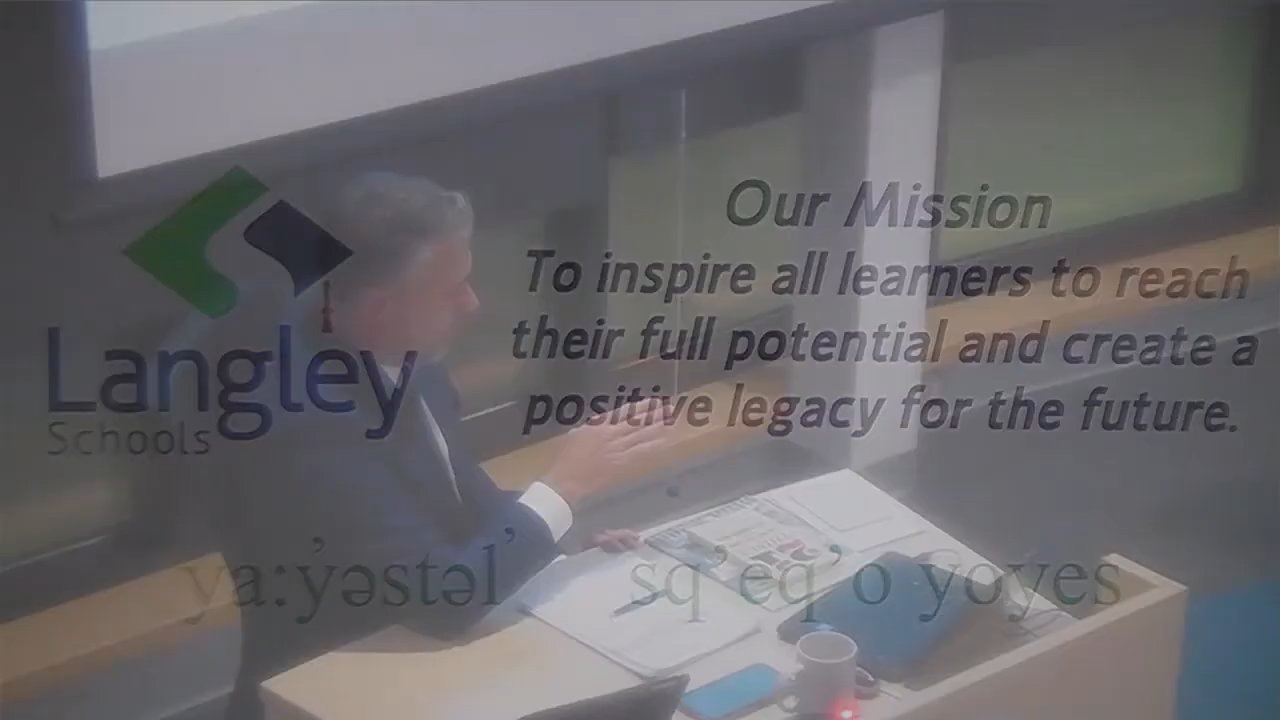 Langley
Schools
Our Mission
To inspire all learners to reach
their full potential and create a
positive legacy for the future.
ya:y̓əstəl̓ sq̓eq̓o yoyes